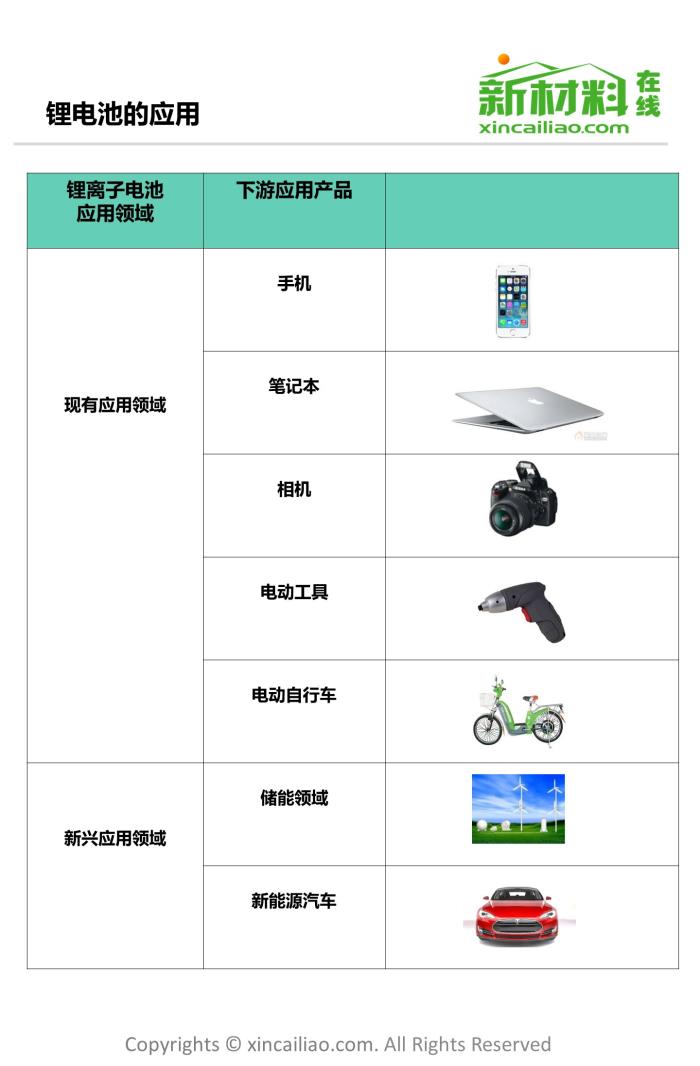 锂电池的应用
新材料在线
xincailiao.com
锂离子电池
应用领域
下游应用产品
现有应用领域
手机
笔记本
相机
电动工具
电动自行车
新兴应用领域
储能领域
新能源汽车
Copyrights © xincailiao.com. All Rights Reserved